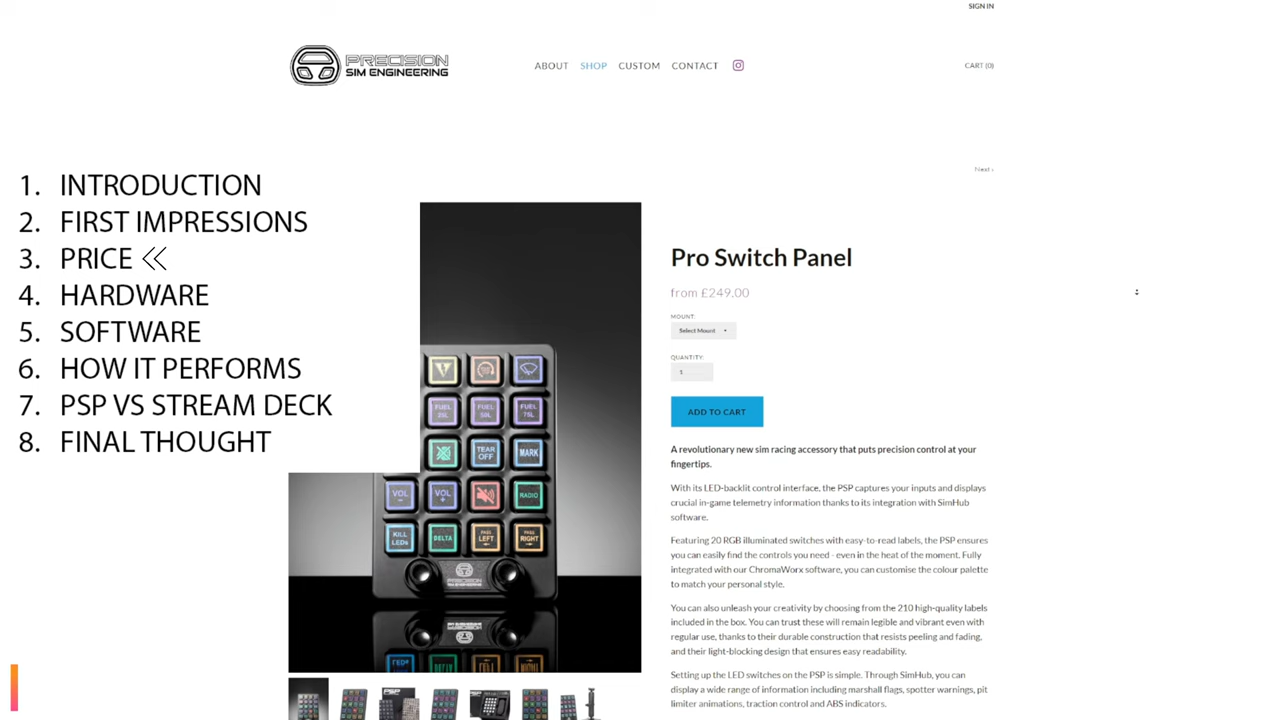 SIGN IN
PRECISION
SIM ENGINEERING
ABOUT SHOP CUSTOM CONTACT
CART (0)
Next ›
1. INTRODUCTION
2. FIRST IMPRESSIONS
3. PRICE
4. HARDWARE
5. SOFTWARE
6. HOW IT PERFORMS
7. PSP VS STREAM DECK
8. FINAL THOUGHT
FUEL 25L FUEL 50L FUEL 75L
TEAR OFF MARK
VOL - VOL + RADIO
KILL LEDs DELTA PASS LEFT PASS RIGHT
PRECISION
SIM ENGINEERING
Pro Switch Panel
from £249.00
MOUNT:
Select Mount
QUANTITY:
1
ADD TO CART
A revolutionary new sim racing accessory that puts precision control at your
fingertips.
With its LED-backlit control interface, the PSP captures your inputs and displays
crucial in-game telemetry information thanks to its integration with SimHub
software.
Featuring 20 RGB illuminated switches with easy-to-read labels, the PSP ensures
you can easily find the controls you need - even in the heat of the moment. Fully
integrated with our ChromaWorx software, you can customise the colour palette
to match your personal style.
You can also unleash your creativity by choosing from the 210 high-quality labels
included in the box. You can trust these will remain legible and vibrant even with
regular use, thanks to their durable construction that resists peeling and fading,
and their light-blocking design that ensures easy readability.
Setting up the LED switches on the PSP is simple. Through SimHub, you can
display a wide range of information including marshall flags, spotter warnings, pit
limiter animations, traction control and ABS indicators.